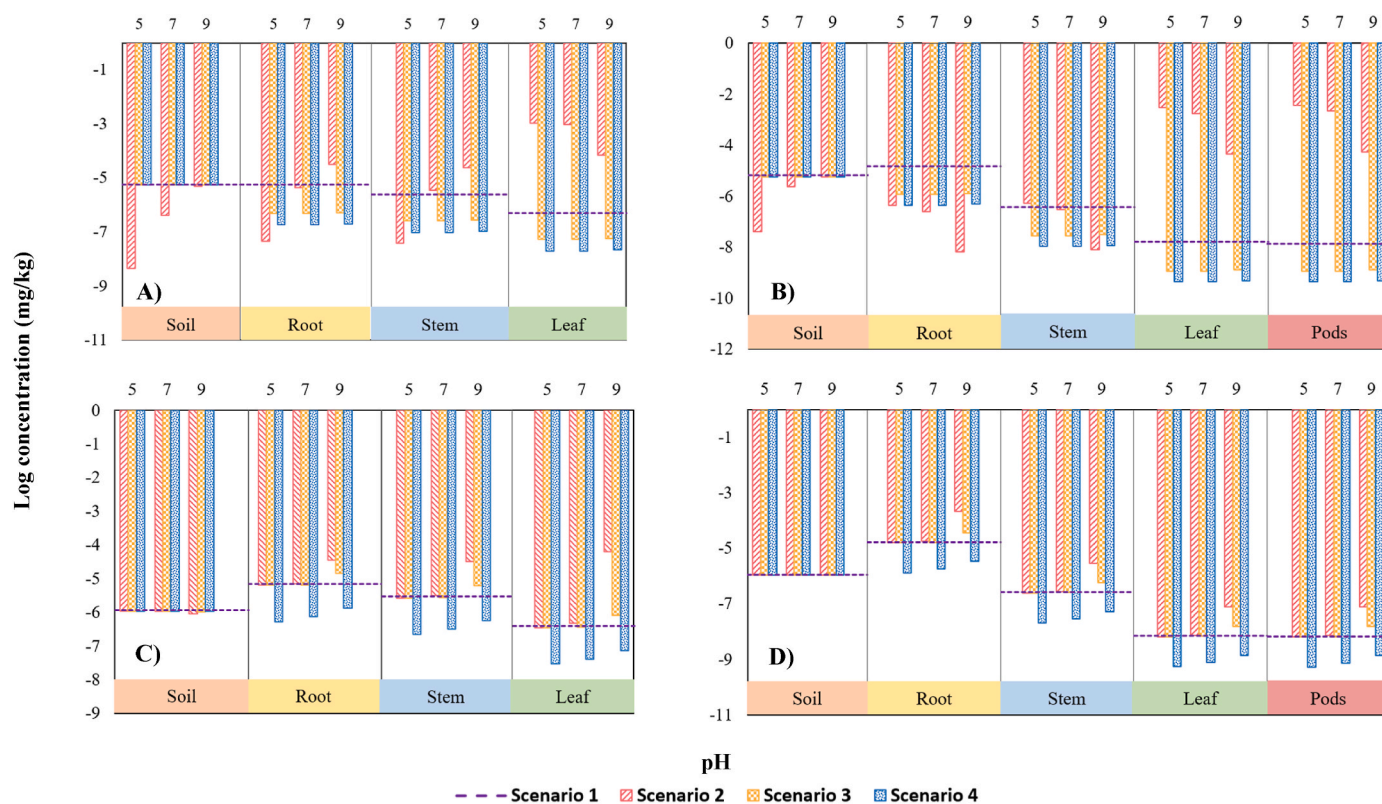 5 7 9 5 7 9 5 7 9 5 7 9
-1
-3
-5
-7
-9
-11
A)
Soil Root Stem Leaf
5 7 9 5 7 9 5 7 9 5 7 9 5 7 9
0
-2
-4
-6
-8
-10
-12
B)
Soil Root Stem Leaf Pods
Log concentration (mg/kg)
5 7 9 5 7 9 5 7 9 5 7 9
0
-1
-2
-3
-4
-5
-6
-7
-8
-9
C)
Soil Root Stem Leaf
5 7 9 5 7 9 5 7 9 5 7 9 5 7 9
-1
-3
-5
-7
-9
-11
D)
Soil Root Stem Leaf Pods
pH
Scenario 1 Scenario 2 Scenario 3 Scenario 4